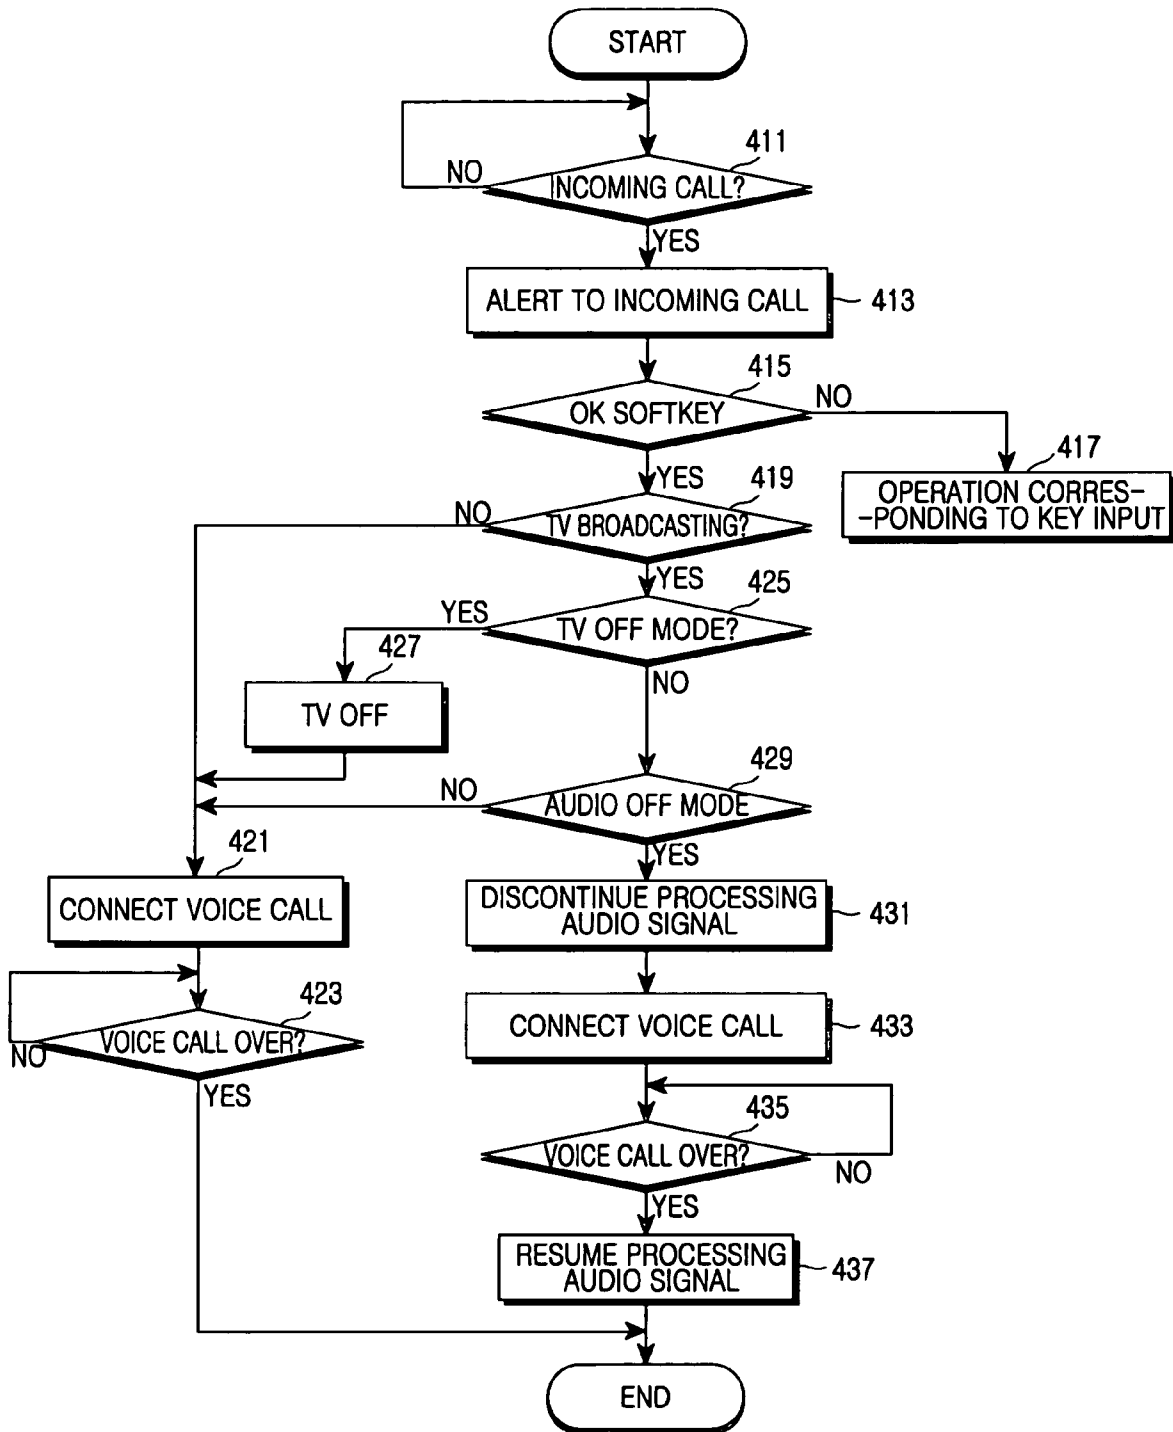 START
411
NO
INCOMING CALL?
YES
ALERT TO INCOMING CALL
413
415
OK SOFTKEY
NO
YES
417
OPERATION CORRES-
-PONDING TO KEY INPUT
419
NO
TV BROADCASTING?
YES
425
YES
TV OFF MODE?
427
NO
TV OFF
429
NO
AUDIO OFF MODE
YES
421
CONNECT VOICE CALL
DISCONTINUE PROCESSING
AUDIO SIGNAL
431
423
VOICE CALL OVER?
NO
YES
CONNECT VOICE CALL
433
435
VOICE CALL OVER?
NO
YES
RESUME PROCESSING
AUDIO SIGNAL
437
END